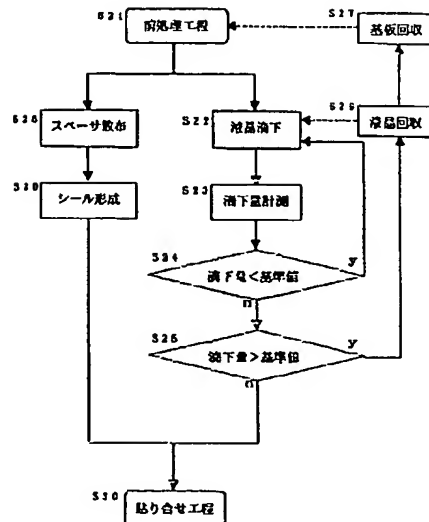 S21
前処理工程
S27
基板回収
S28
スペーサ散布
S22
液晶滴下
S26
液晶回収
S29
シール形成
S23
滴下量計測
S24
滴下量<基準値
y
n
S25
滴下量>基準値
y
n
S30
貼り合せ工程